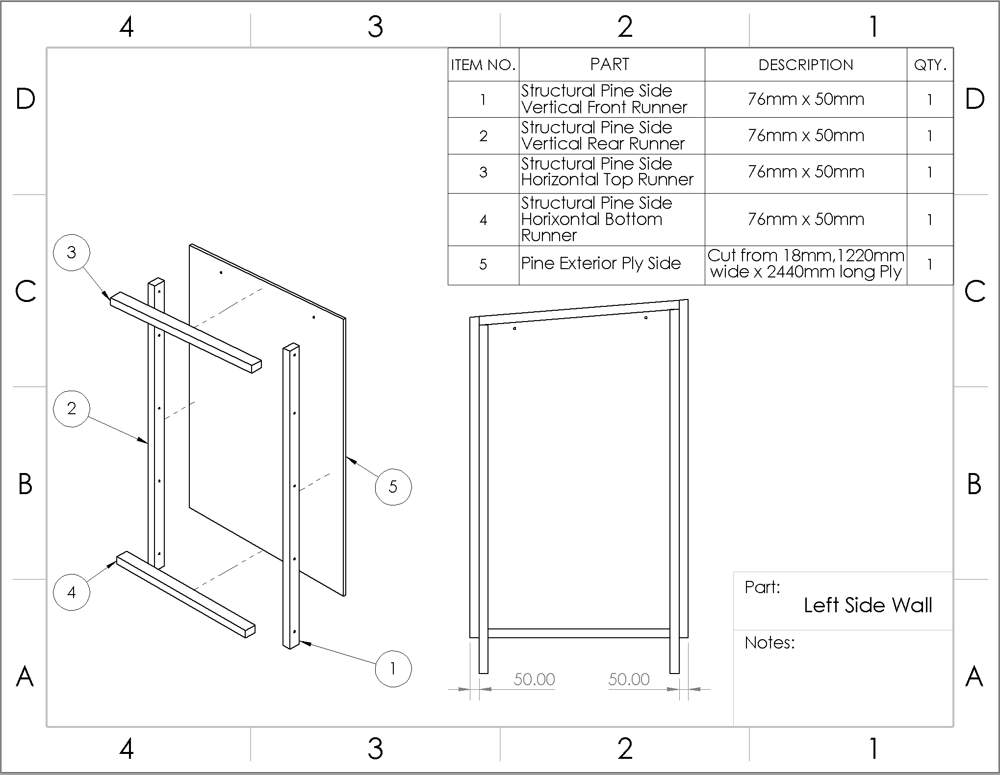 4 3 2 1
D D
C C
B B
A A
4 3 2 1
ITEM NO. PART DESCRIPTION QTY.
1 Structural Pine Side 76mm x 50mm 1
Vertical Front Runner
2 Structural Pine Side 76mm x 50mm 1
Vertical Rear Runner
3 Structural Pine Side 76mm x 50mm 1
Horizontal Top Runner
4 Structural Pine Side 76mm x 50mm 1
Horixontal Bottom
Runner
5 Pine Exterior Ply Side Cut from 18mm,1220mm 1
wide x 2440mm long Ply
3
2
5
4
1
50.00 50.00
Part:
Left Side Wall
Notes: